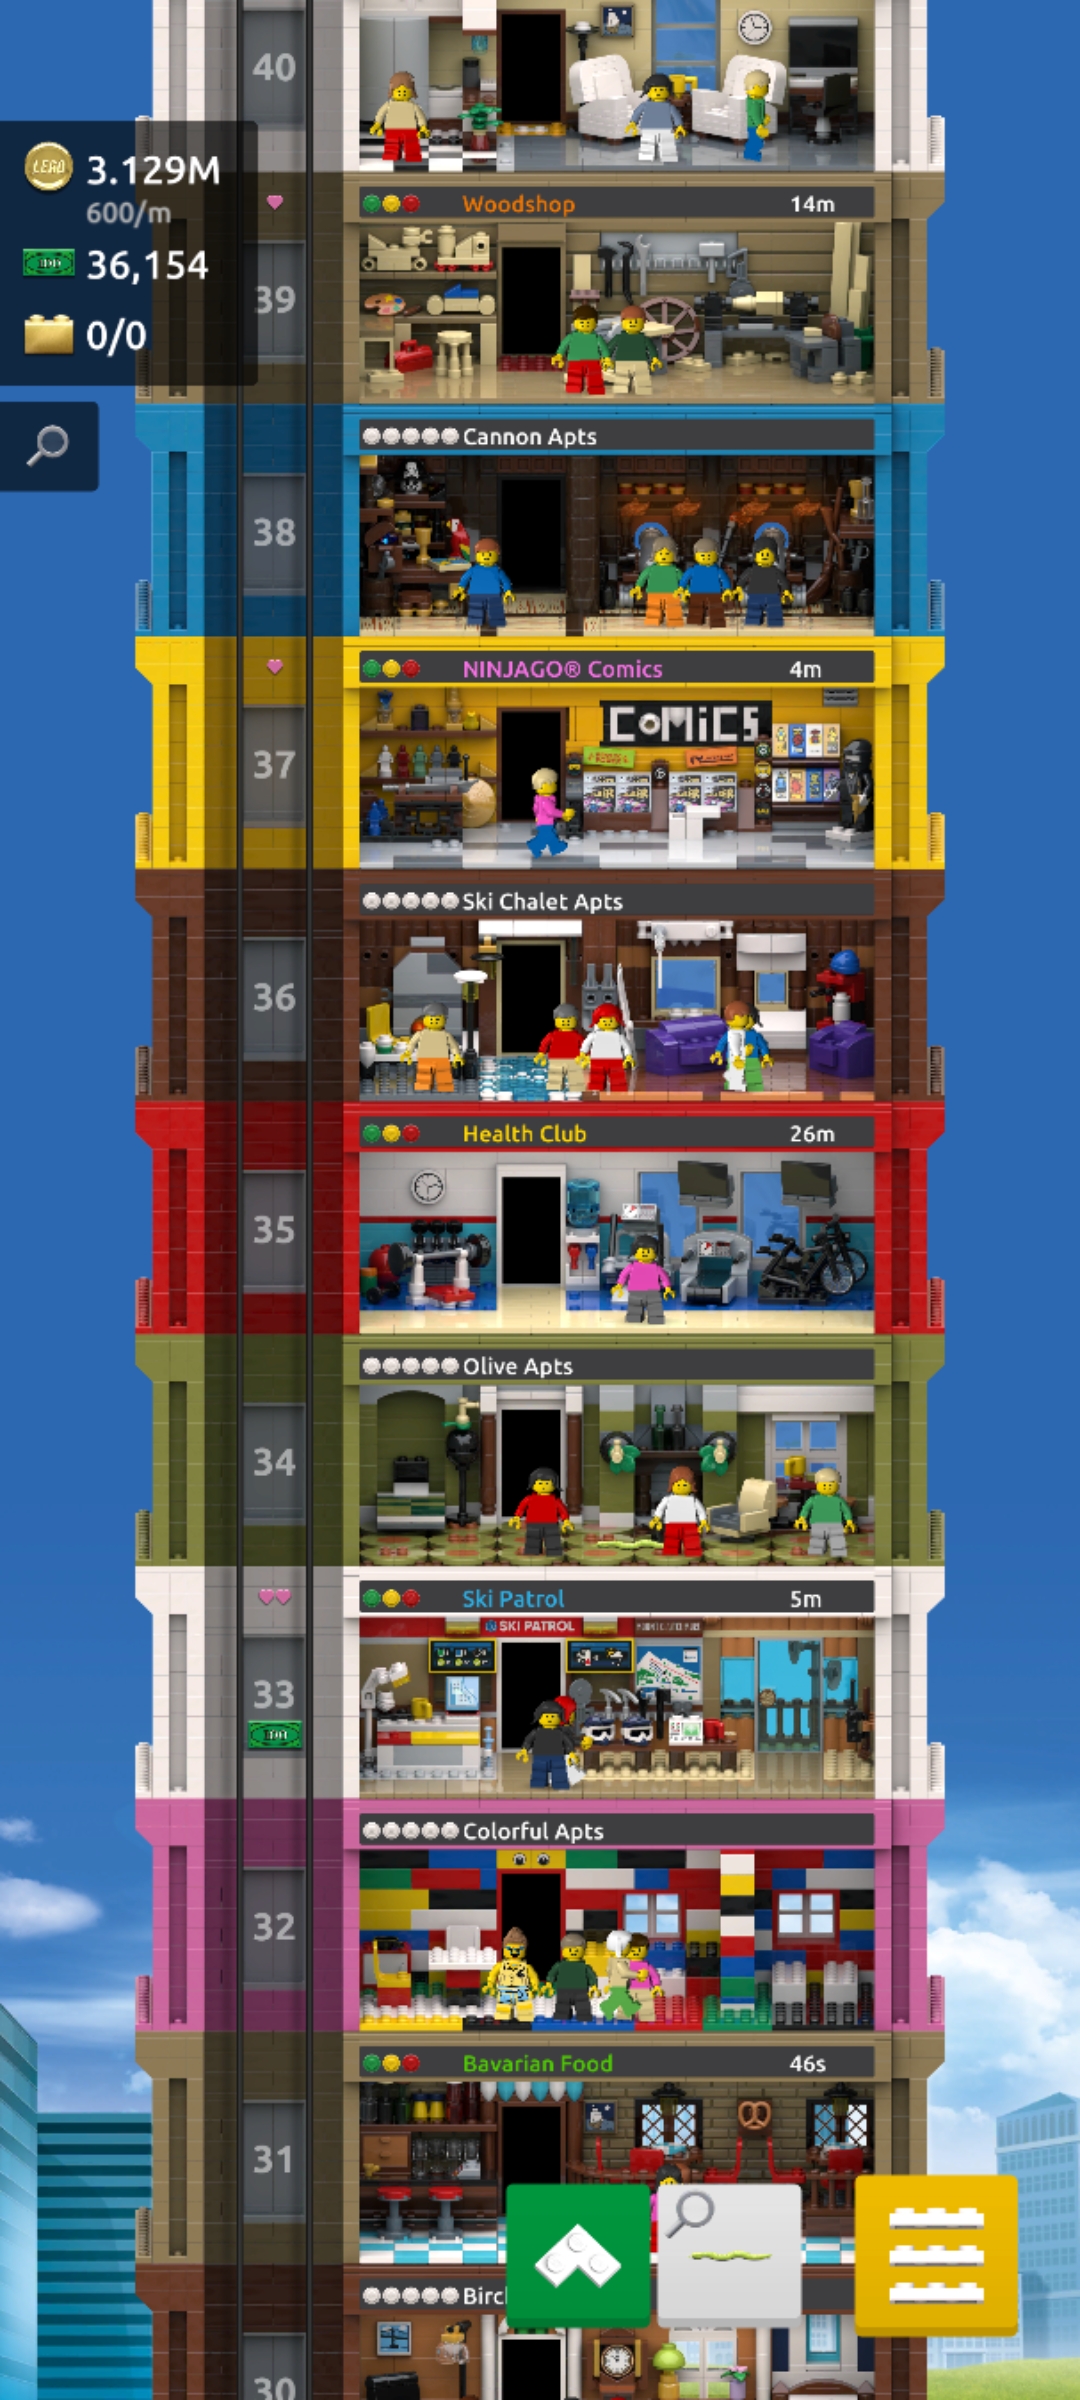 40
LEGO
3.129M
600/m
36,154
0/0
Woodshop 14m
39
Cannon Apts
38
NINJAGO® Comics 4m
COMiCS
37
Ski Chalet Apts
36
Health Club 26m
35
Olive Apts
34
Ski Patrol 5m
SKI PATROL
33
Colorful Apts
32
Bavarian Food 46s
31
Birc
30